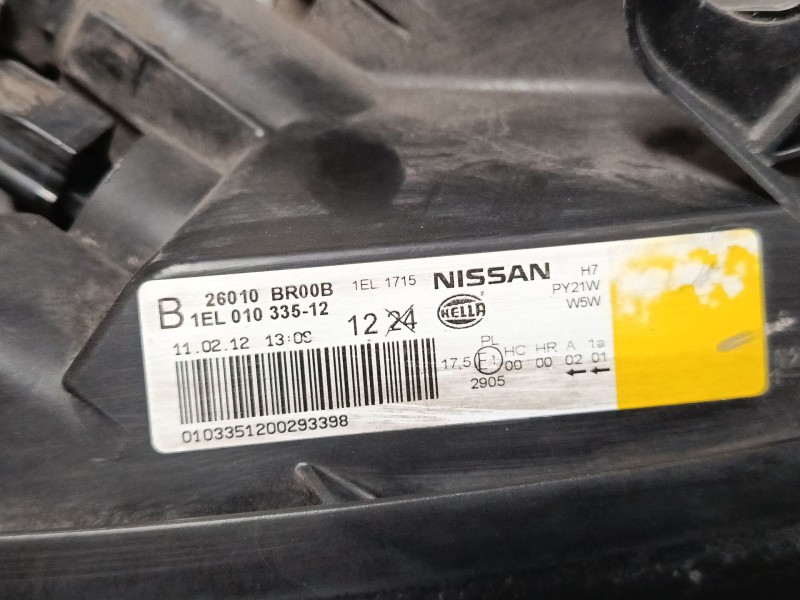 B 26010 BR00B 1EL 1715 NISSAN H7
1EL 010 335-12 12 24 HELLA PY21W
W5W
11.02.12 13:09
PL HC HR A 1a
17,5 E1 00 00 02 01
2905
0103351200293398